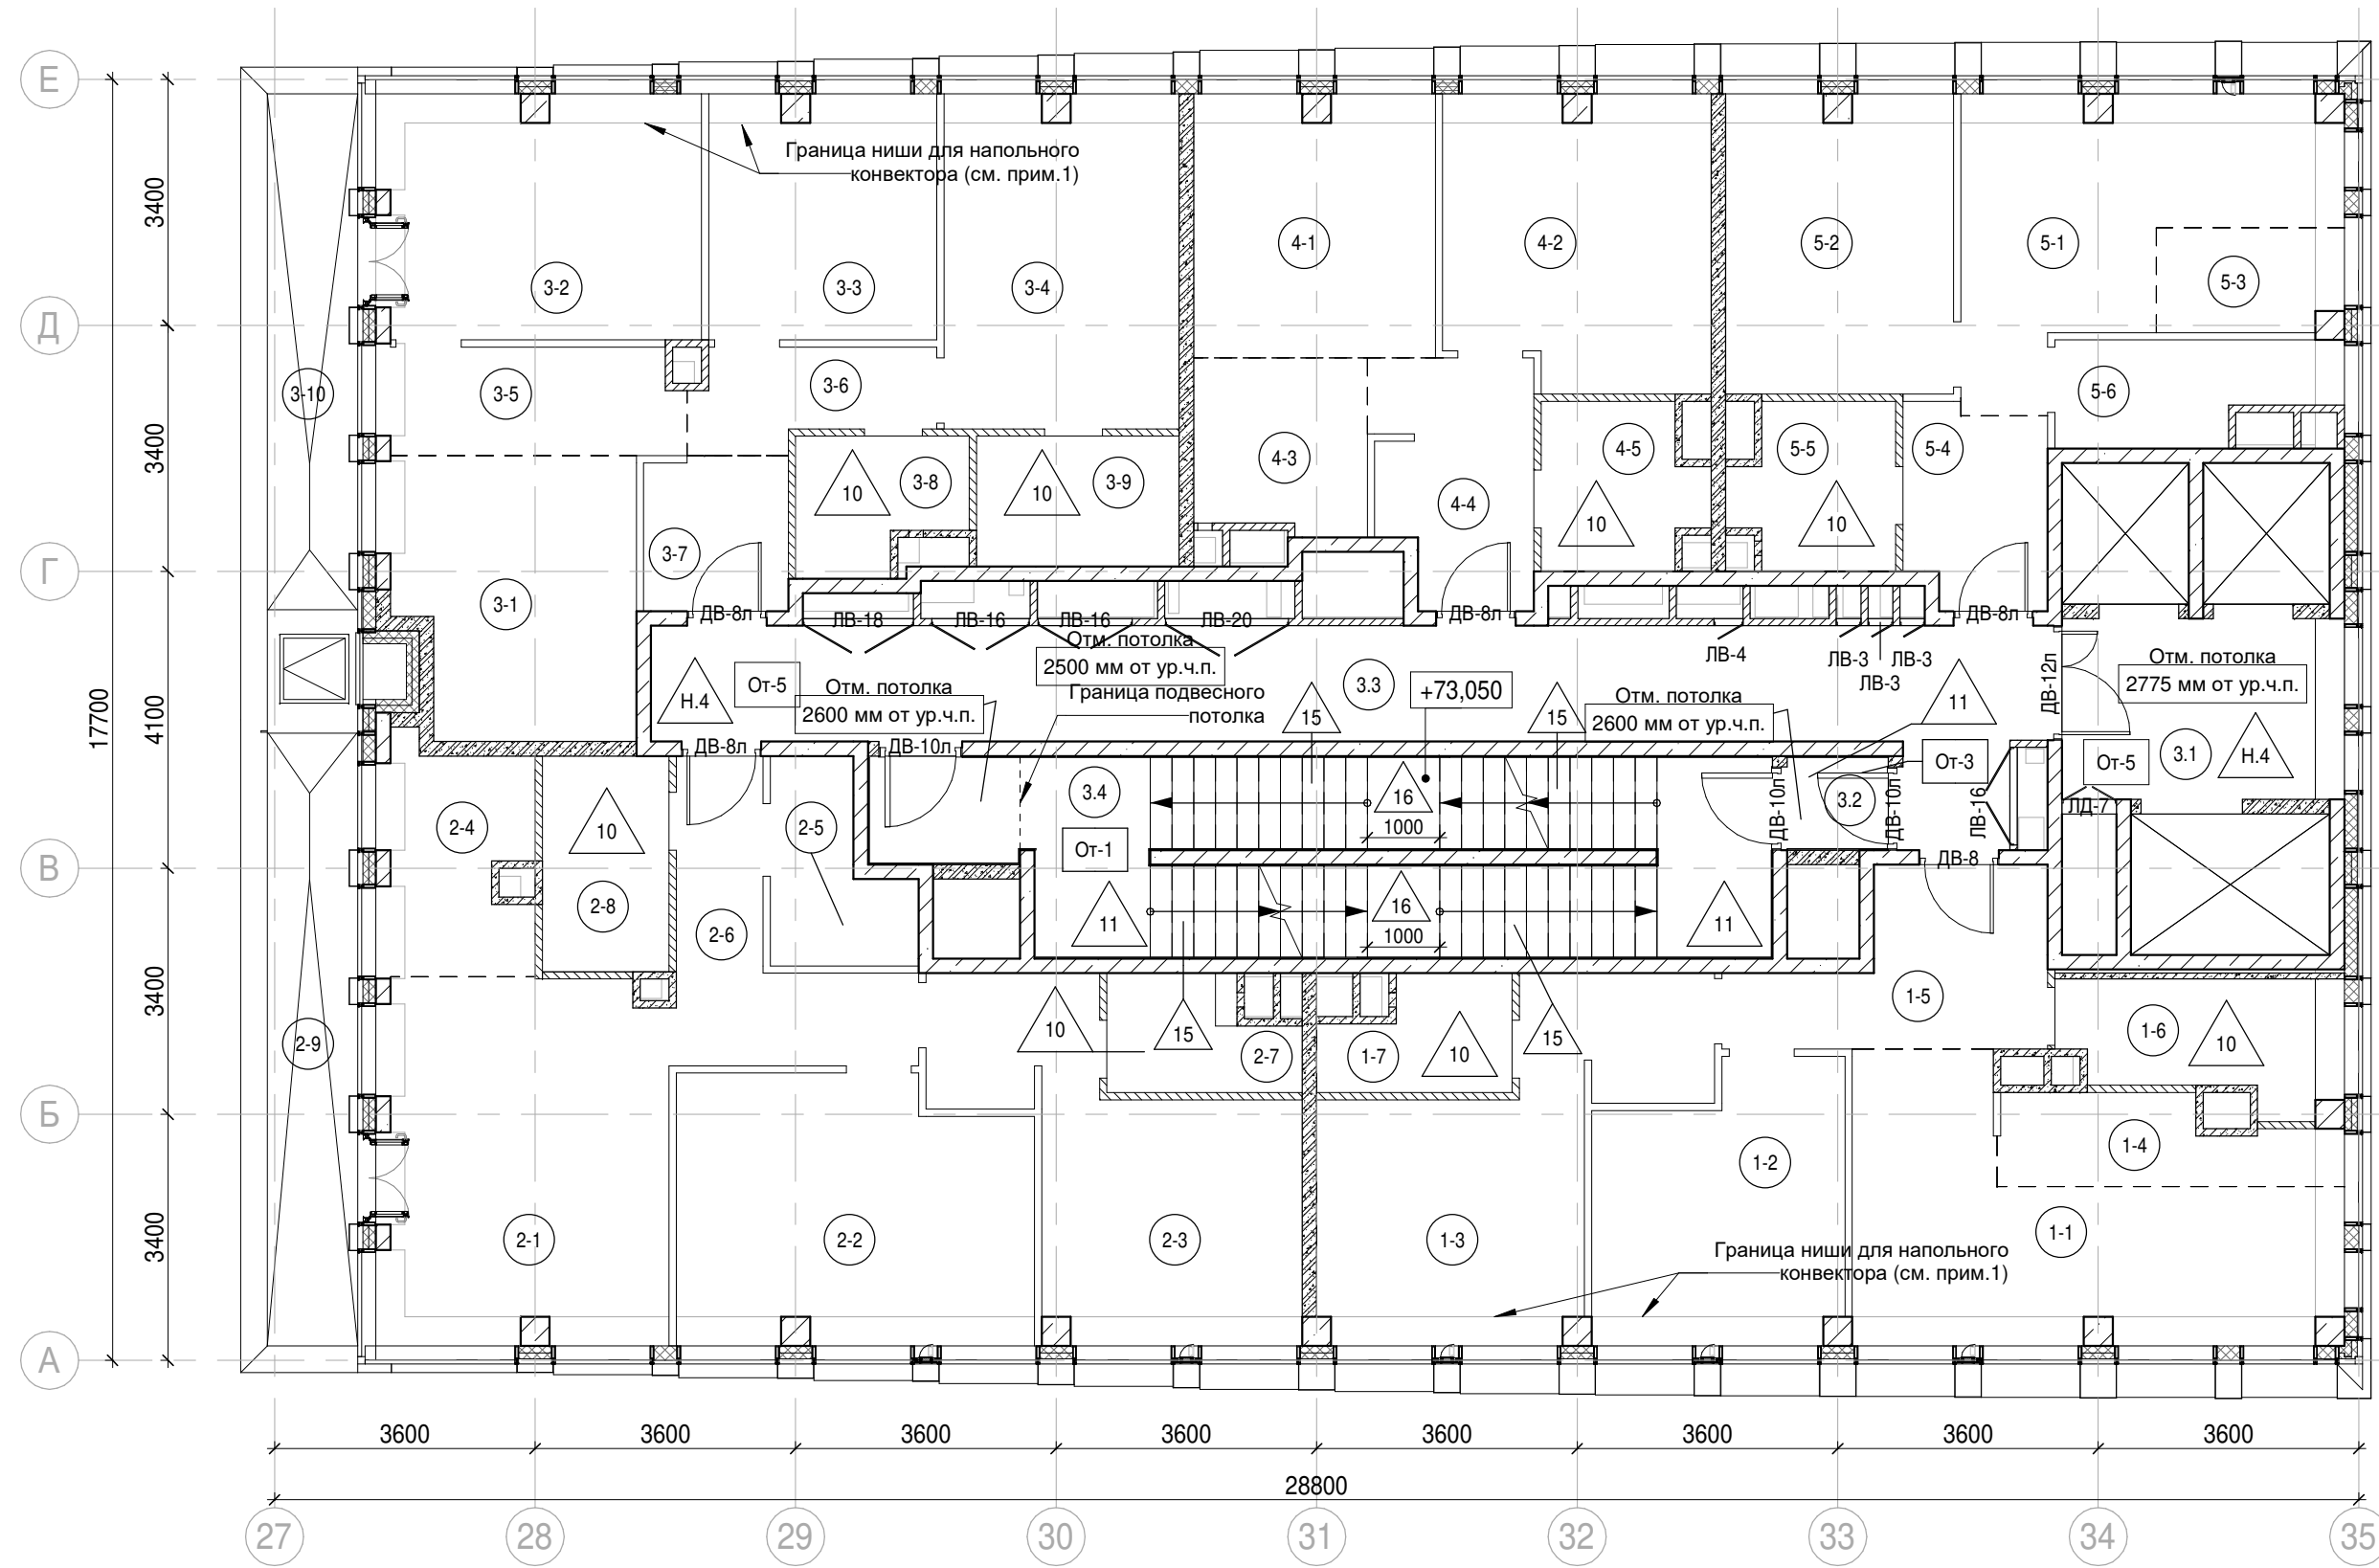 Е
Граница ниши для напольного
конвектора (см. прим.1)
3400
4-1
4-2
5-2
5-1
3-2
3-3
3-4
5-3
Д
3-10
3-5
3-6
5-6
3400
4-3
4-5
5-5
5-4
10
3-8
10
3-9
4-4
10
10
Г
3-7
3-1
ДВ-8л
ЛВ-18
ЛВ-16
ЛВ-16
ЛВ-20
ДВ-8л
ДВ-8л
Отм. потолка
2500 мм от ур.ч.п.
ЛВ-4
ЛВ-3
ЛВ-3
ЛВ-3
ДВ-12л
Отм. потолка
2775 мм от ур.ч.п.
17700
4100
Н.4
От-5
Отм. потолка
2600 мм от ур.ч.п.
Граница подвесного
потолка
3.3
+73,050
15
15
Отм. потолка
2600 мм от ур.ч.п.
11
ДВ-8л
ДВ-10л
От-3
От-5
3.1
Н.4
3.4
16
1000
ДВ-10л
3.2
ДВ-10л
ЛВ-16
ЛД-7
2-4
10
2-5
От-1
В
ДВ-8
2-8
2-6
11
16
1000
11
3400
2-9
10
15
2-7
1-7
10
15
1-5
1-6
10
Б
1-2
1-4
3400
2-1
2-2
2-3
1-3
1-1
Граница ниши для напольного
конвектора (см. прим.1)
А
3600
3600
3600
3600
3600
3600
3600
3600
28800
27
28
29
30
31
32
33
34
35